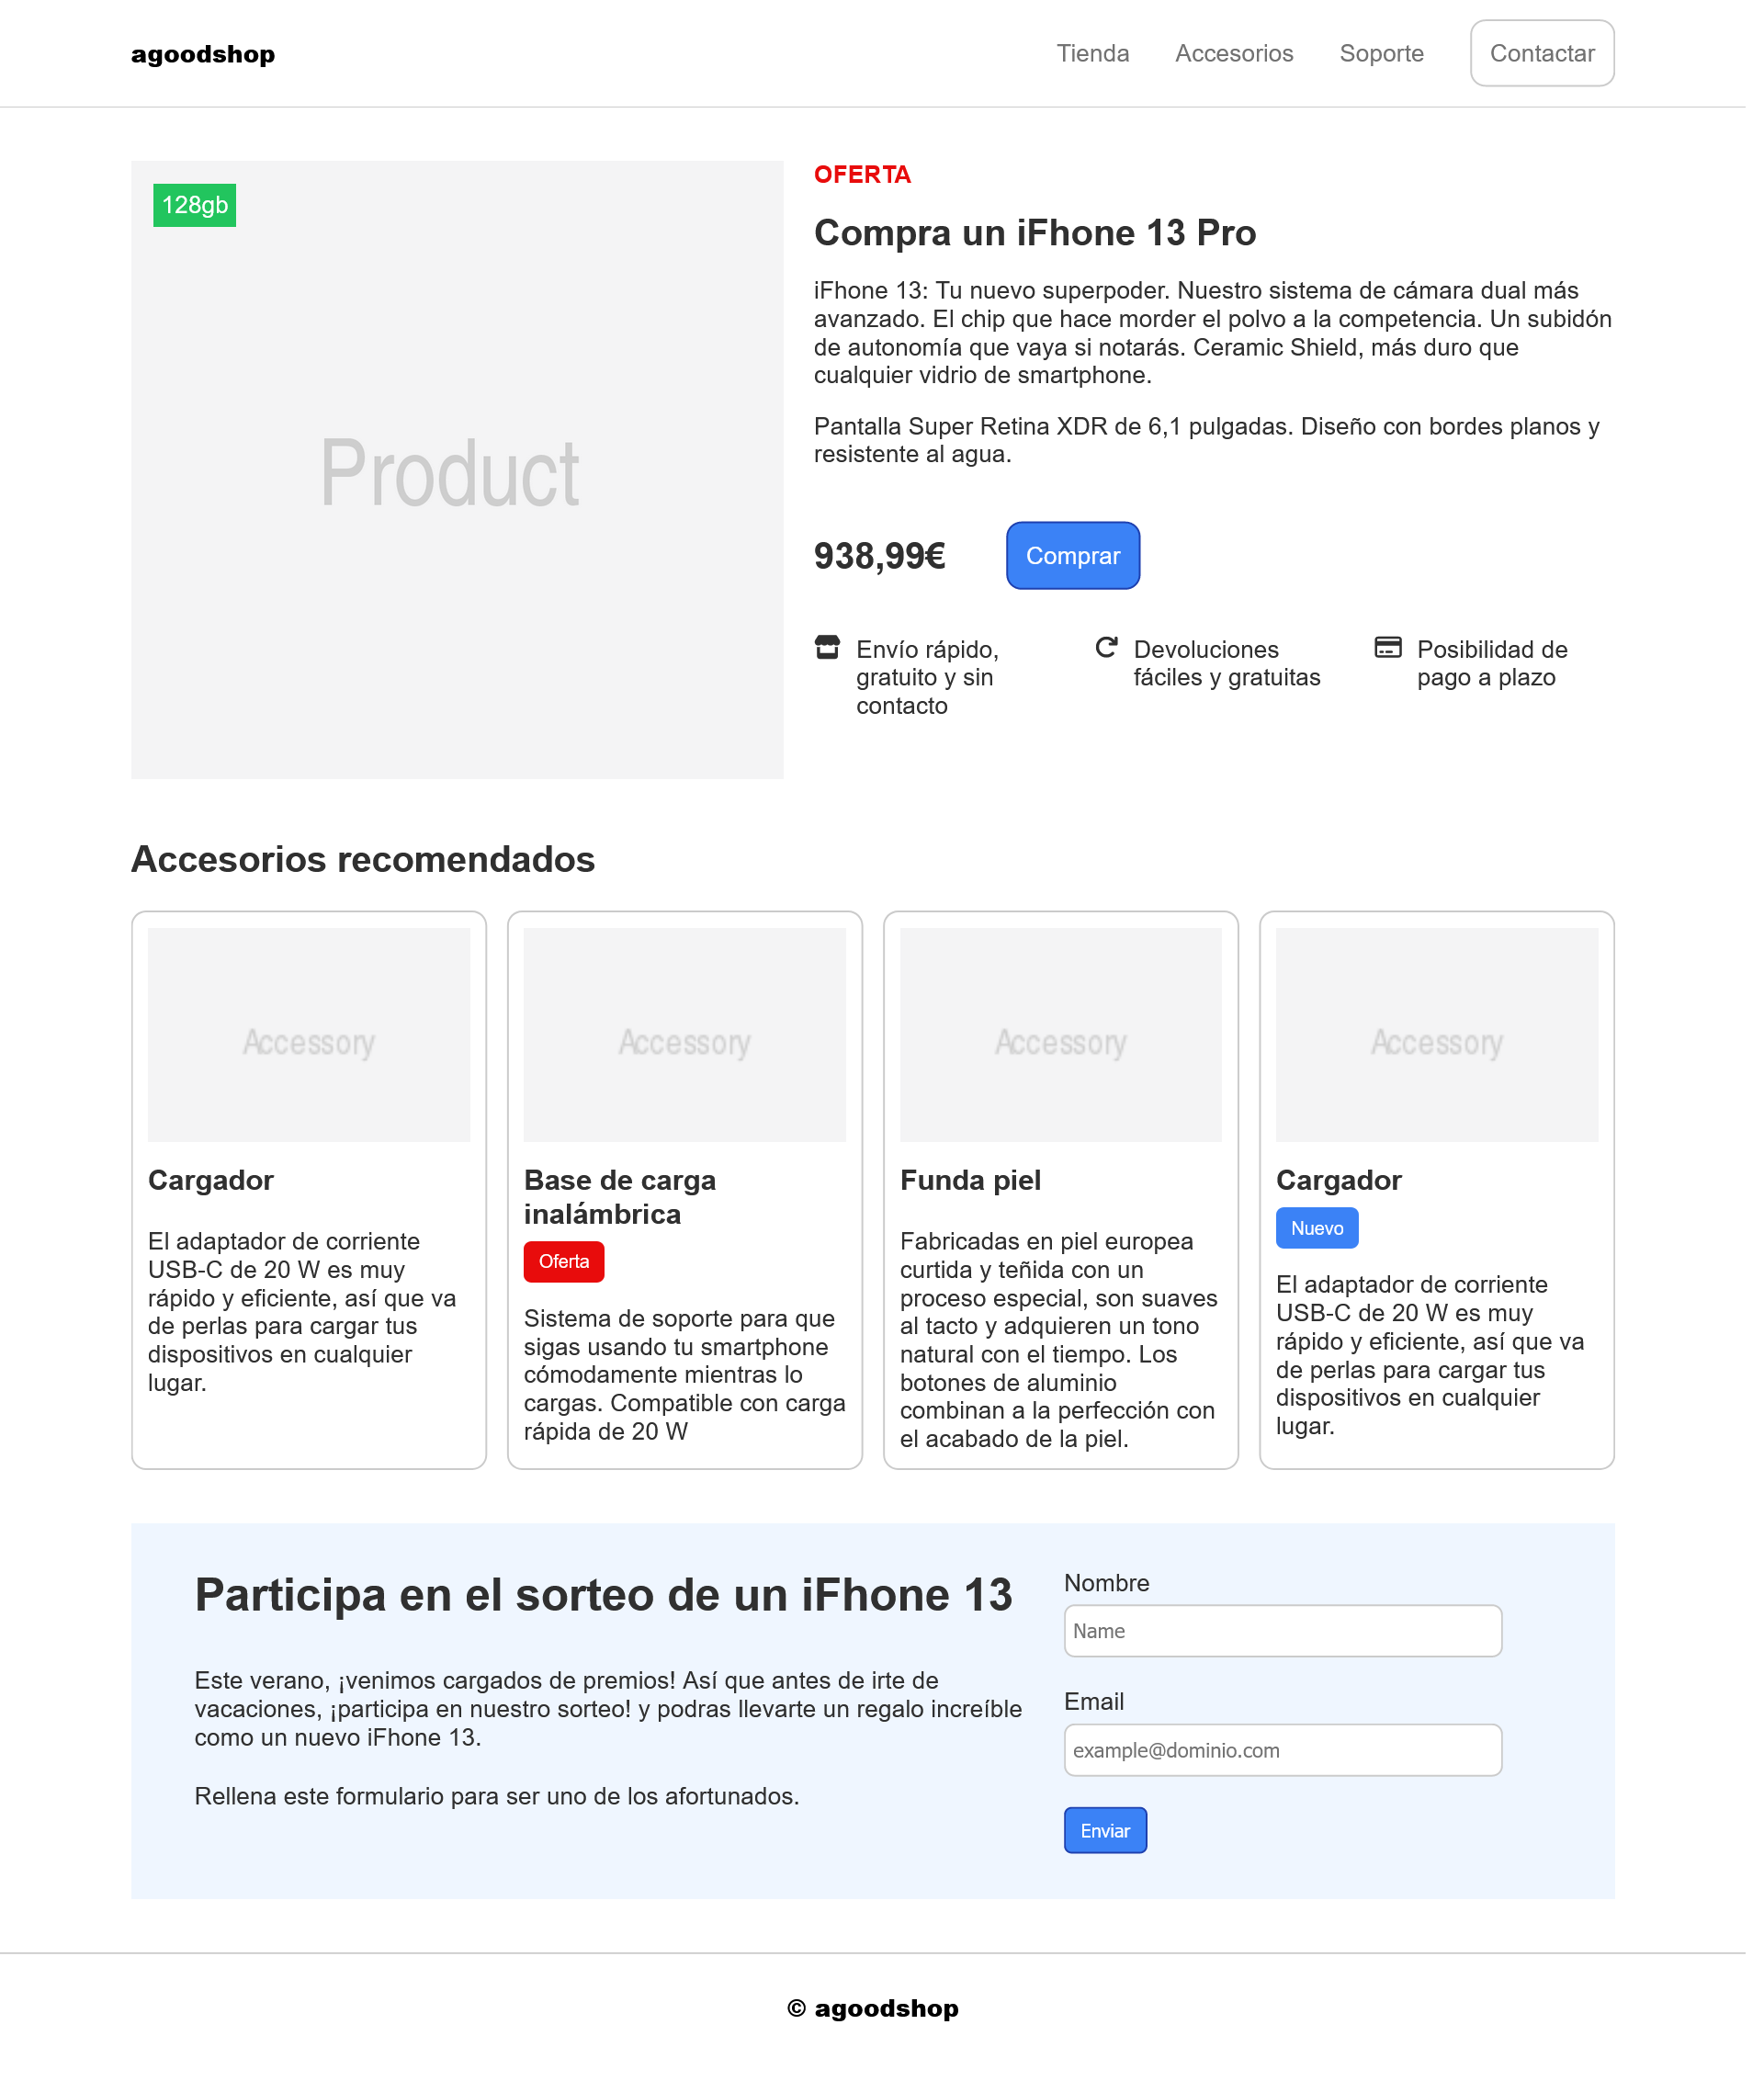 agoodshop
Tienda
Accesorios
Soporte
Contactar
128gb
Product
OFERTA
Compra un iFhone 13 Pro
iFhone 13: Tu nuevo superpoder. Nuestro sistema de cámara dual más
avanzado. El chip que hace morder el polvo a la competencia. Un subidón
de autonomía que vaya si notarás. Ceramic Shield, más duro que
cualquier vidrio de smartphone.
Pantalla Super Retina XDR de 6,1 pulgadas. Diseño con bordes planos y
resistente al agua.
938,99€
Comprar
Envío rápido,
gratuito y sin
contacto
Devoluciones
fáciles y gratuitas
Posibilidad de
pago a plazo
Accesorios recomendados
Accessory
Cargador
El adaptador de corriente
USB-C de 20 W es muy
rápido y eficiente, así que va
de perlas para cargar tus
dispositivos en cualquier
lugar.
Accessory
Base de carga
inalámbrica
Oferta
Sistema de soporte para que
sigas usando tu smartphone
cómodamente mientras lo
cargas. Compatible con carga
rápida de 20 W
Accessory
Funda piel
Fabricadas en piel europea
curtida y teñida con un
proceso especial, son suaves
al tacto y adquieren un tono
natural con el tiempo. Los
botones de aluminio
combinan a la perfección con
el acabado de la piel.
Accessory
Cargador
Nuevo
El adaptador de corriente
USB-C de 20 W es muy
rápido y eficiente, así que va
de perlas para cargar tus
dispositivos en cualquier
lugar.
Participa en el sorteo de un iFhone 13
Este verano, ¡venimos cargados de premios! Así que antes de irte de
vacaciones, ¡participa en nuestro sorteo! y podras llevarte un regalo increíble
como un nuevo iFhone 13.
Rellena este formulario para ser uno de los afortunados.
Nombre
Name
Email
example@dominio.com
Enviar
© agoodshop